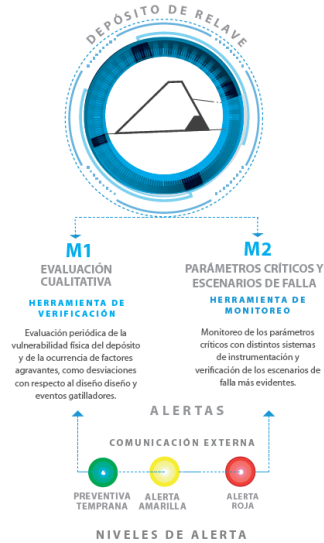 DEPÓSITO DE RELAVE
M1
EVALUACIÓN
CUALITATIVA
HERRAMIENTA DE
VERIFICACIÓN
Evaluación periódica de la
vulnerabilidad física del depósito
y de la ocurrencia de factores
agravantes, como desviaciones
con respecto al diseño diseño y
eventos gatilladores.
M2
PARÁMETROS CRÍTICOS Y
ESCENARIOS DE FALLA
HERRAMIENTA DE
MONITOREO
Monitoreo de los parámetros
críticos con distintos sistemas
de instrumentación y
verificación de los escenarios de
falla más evidentes.
ALERTAS
COMUNICACIÓN EXTERNA
PREVENTIVA
TEMPRANA
ALERTA
AMARILLA
ALERTA
ROJA
NIVELES DE ALERTA